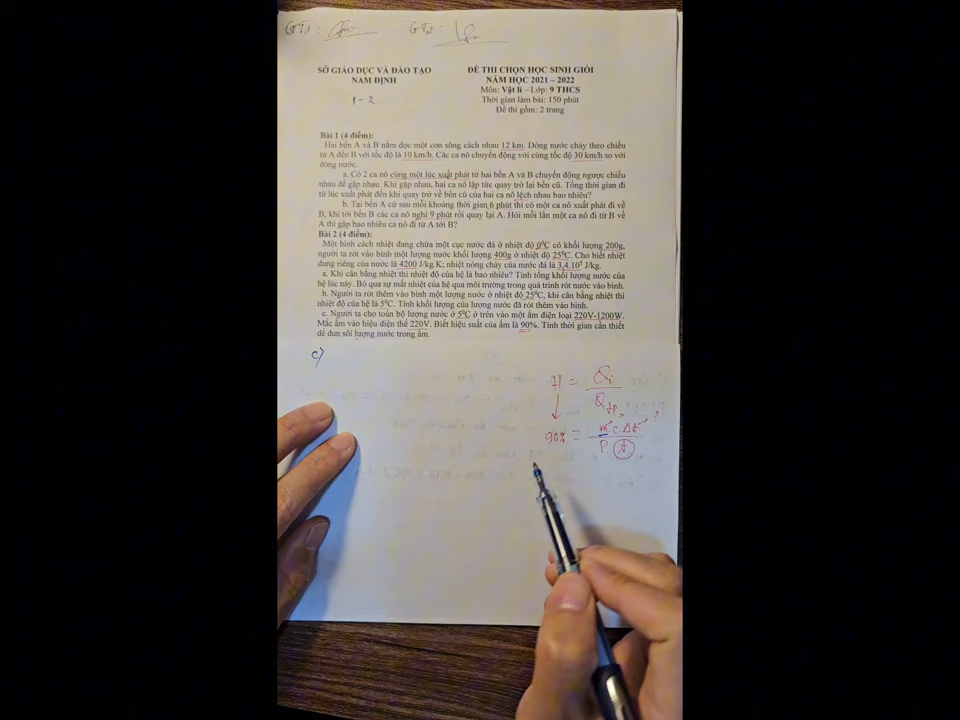 GT1 : GT2 :
SỞ GIÁO DỤC VÀ ĐÀO TẠO
NAM ĐỊNH
1-2
ĐỀ THI CHỌN HỌC SINH GIỎI
NĂM HỌC 2021 – 2022
Môn: Vật lí – Lớp: 9 THCS
Thời gian làm bài: 150 phút
Đề thi gồm: 2 trang
Bài 1 (4 điểm):
Hai bến A và B nằm dọc một con sông cách nhau 12 km. Dòng nước chảy theo chiều
từ A đến B với tốc độ là 10 km/h. Các ca nô chuyển động với cùng tốc độ 30 km/h so với
dòng nước.
a. Có 2 ca nô cùng một lúc xuất phát từ hai bến A và B chuyển động ngược chiều
nhau để gặp nhau. Khi gặp nhau, hai ca nô lập tức quay trở lại bến cũ. Tổng thời gian đi
từ lúc xuất phát đến khi quay trở về bến cũ của hai ca nô lệch nhau bao nhiêu?
b. Tại bến A cứ sau mỗi khoảng thời gian 6 phút thì có một ca nô xuất phát đi về
B, khi tới bến B các ca nô nghỉ 9 phút rồi quay lại A. Hỏi mỗi lần một ca nô đi từ B về
A thì gặp bao nhiêu ca nô đi từ A tới B?
Bài 2 (4 điểm):
Một bình cách nhiệt đang chứa một cục nước đá ở nhiệt độ 0⁰C có khối lượng 200g,
người ta rót vào bình một lượng nước khối lượng 400g ở nhiệt độ 25⁰C. Cho biết nhiệt
dung riêng của nước là 4200 J/kg.K; nhiệt nóng chảy của nước đá là 3,4.10⁵ J/kg.
a. Khi cân bằng nhiệt thì nhiệt độ của hệ là bao nhiêu? Tính tổng khối lượng nước của
hệ lúc này. Bỏ qua sự mất nhiệt của hệ qua môi trường trong quá trình rót nước vào bình.
b. Người ta rót thêm vào bình một lượng nước ở nhiệt độ 25⁰C, khi cân bằng nhiệt thì
nhiệt độ của hệ là 5⁰C. Tính khối lượng của lượng nước đã rót thêm vào bình.
c. Người ta cho toàn bộ lượng nước ở 5⁰C ở trên vào một ấm điện loại 220V-1200W.
Mắc ấm vào hiệu điện thế 220V. Biết hiệu suất của ấm là 90%. Tính thời gian cần thiết
để đun sôi lượng nước trong ấm.
c)
H = Qi / Qtp
90% = m'.c.Δt' / P.t